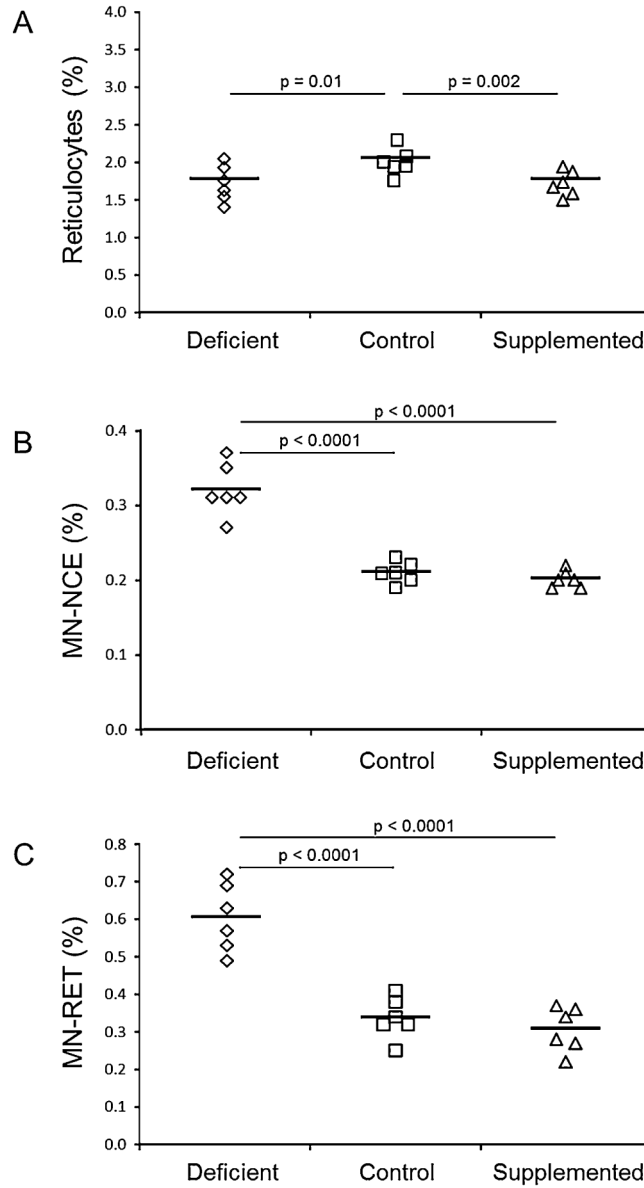 A
Reticulocytes (%)
4.0
3.5
3.0
2.5
2.0
1.5
1.0
0.5
0.0
p = 0.01
p = 0.002
Deficient
Control
Supplemented
B
MN-NCE (%)
0.4
0.3
0.2
0.1
0.0
p < 0.0001
p < 0.0001
Deficient
Control
Supplemented
C
MN-RET (%)
0.8
0.7
0.6
0.5
0.4
0.3
0.2
0.1
0.0
p < 0.0001
p < 0.0001
Deficient
Control
Supplemented